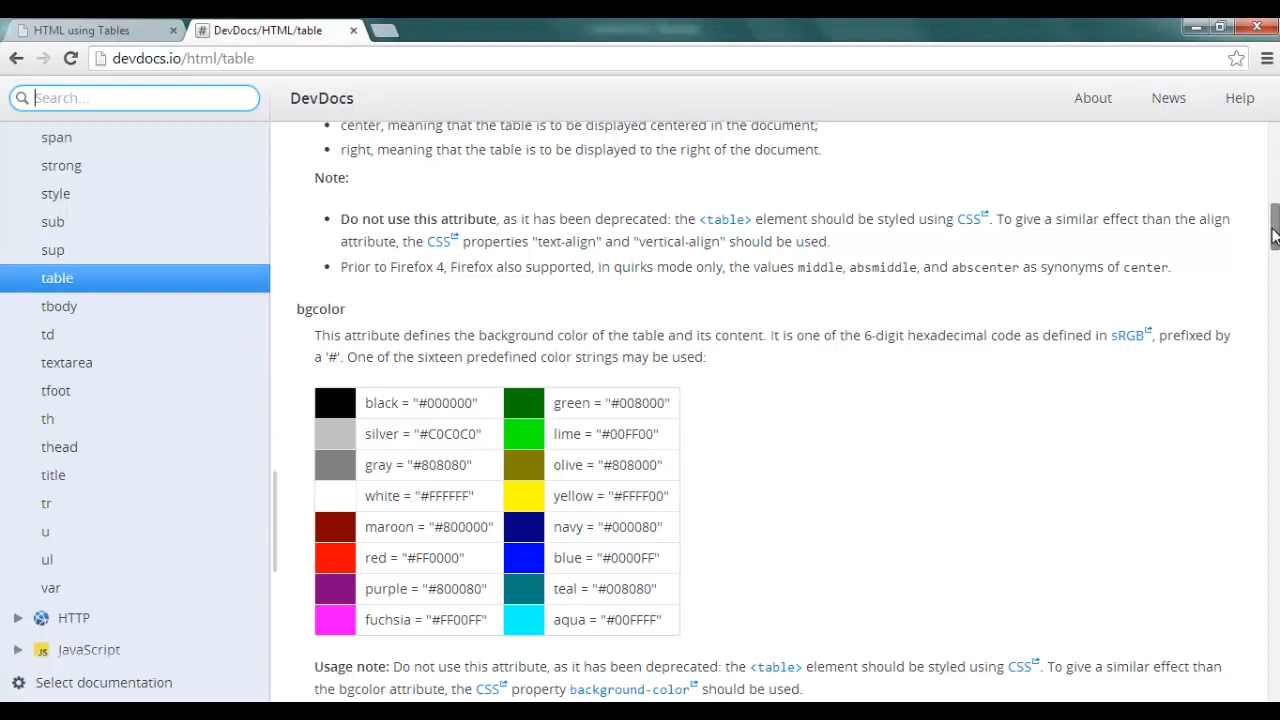 HTML using Tables
DevDocs/HTML/table
devdocs.io/html/table
Search...
DevDocs
About
News
Help
span
strong
style
sub
sup
table
tbody
td
textarea
tfoot
th
thead
title
tr
u
ul
var
HTTP
JavaScript
Select documentation
center, meaning that the table is to be displayed centered in the document;
right, meaning that the table is to be displayed to the right of the document.
Note:
Do not use this attribute, as it has been deprecated: the <table> element should be styled using CSS. To give a similar effect than the align
attribute, the CSS properties "text-align" and "vertical-align" should be used.
Prior to Firefox 4, Firefox also supported, in quirks mode only, the values middle, absmiddle, and abscenter as synonyms of center.
bgcolor
This attribute defines the background color of the table and its content. It is one of the 6-digit hexadecimal code as defined in sRGB, prefixed by
a '#'. One of the sixteen predefined color strings may be used:
black = "#000000" green = "#008000"
silver = "#C0C0C0" lime = "#00FF00"
gray = "#808080" olive = "#808000"
white = "#FFFFFF" yellow = "#FFFF00"
maroon = "#800000" navy = "#000080"
red = "#FF0000" blue = "#0000FF"
purple = "#800080" teal = "#008080"
fuchsia = "#FF00FF" aqua = "#00FFFF"
Usage note: Do not use this attribute, as it has been deprecated: the <table> element should be styled using CSS. To give a similar effect than
the bgcolor attribute, the CSS property background-color should be used.